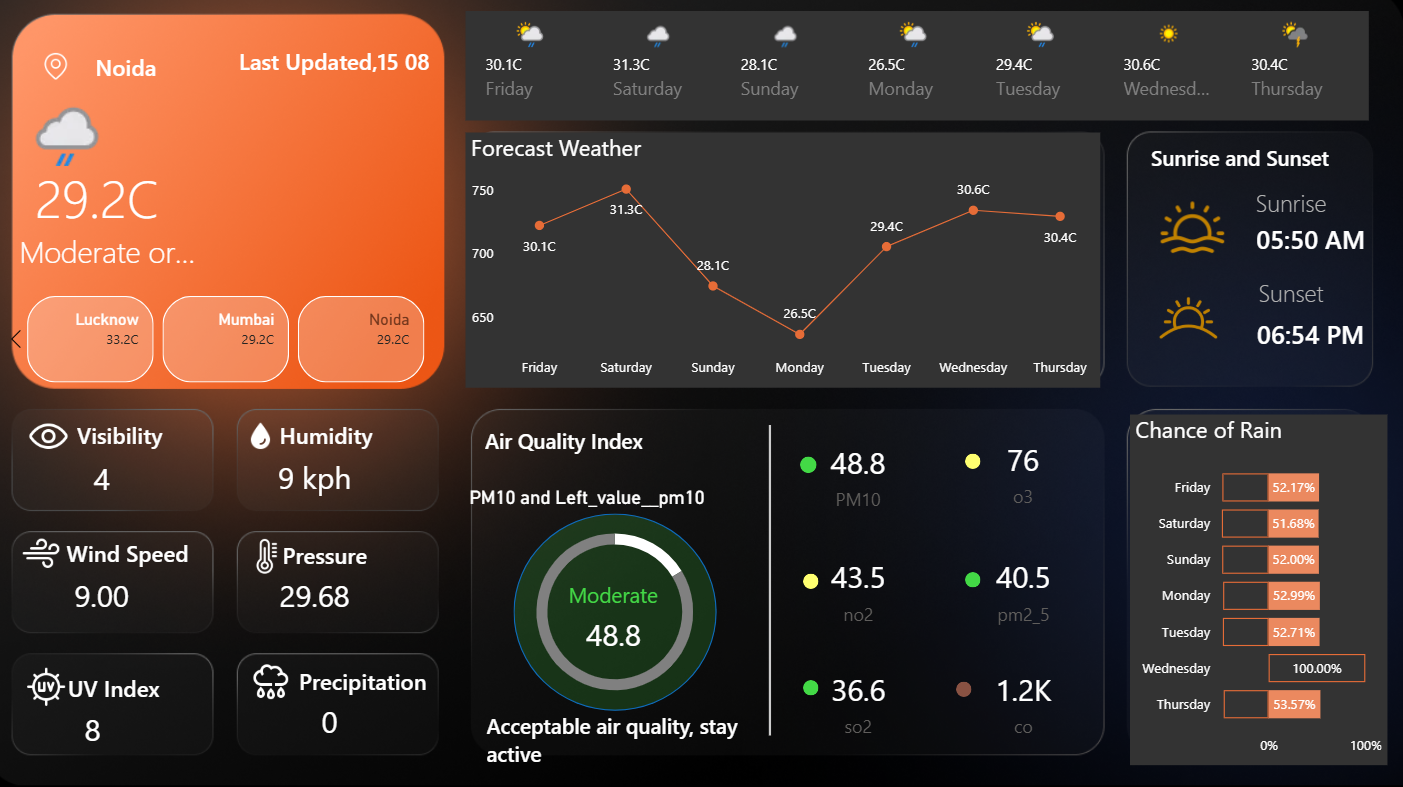 Noida
Last Updated,15 08
29.2C
Moderate or...
Lucknow
33.2C
Mumbai
29.2C
Noida
29.2C
30.1C
Friday
31.3C
Saturday
28.1C
Sunday
26.5C
Monday
29.4C
Tuesday
30.6C
Wednesd...
30.4C
Thursday
Forecast Weather
750
700
650
30.1C
31.3C
28.1C
26.5C
29.4C
30.6C
30.4C
Friday
Saturday
Sunday
Monday
Tuesday
Wednesday
Thursday
Sunrise and Sunset
Sunrise
05:50 AM
Sunset
06:54 PM
Visibility
4
Humidity
9 kph
Wind Speed
9.00
Pressure
29.68
UV
UV Index
8
Precipitation
0
Air Quality Index
PM10 and Left_value__pm10
Moderate
48.8
Acceptable air quality, stay
active
48.8
PM10
76
o3
43.5
no2
40.5
pm2_5
36.6
so2
1.2K
co
Chance of Rain
Friday
52.17%
Saturday
51.68%
Sunday
52.00%
Monday
52.99%
Tuesday
52.71%
Wednesday
100.00%
Thursday
53.57%
0%
100%